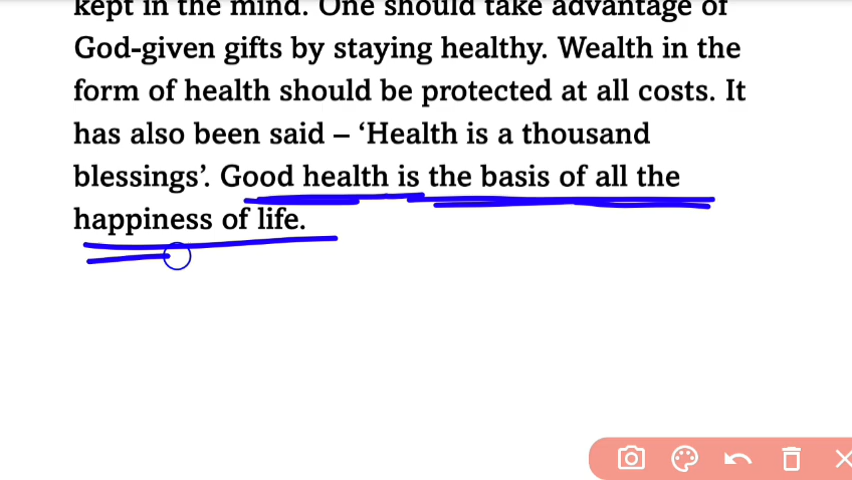 kept in the mind. One should take advantage of
God-given gifts by staying healthy. Wealth in the
form of health should be protected at all costs. It
has also been said – ‘Health is a thousand
blessings’. Good health is the basis of all the
happiness of life.